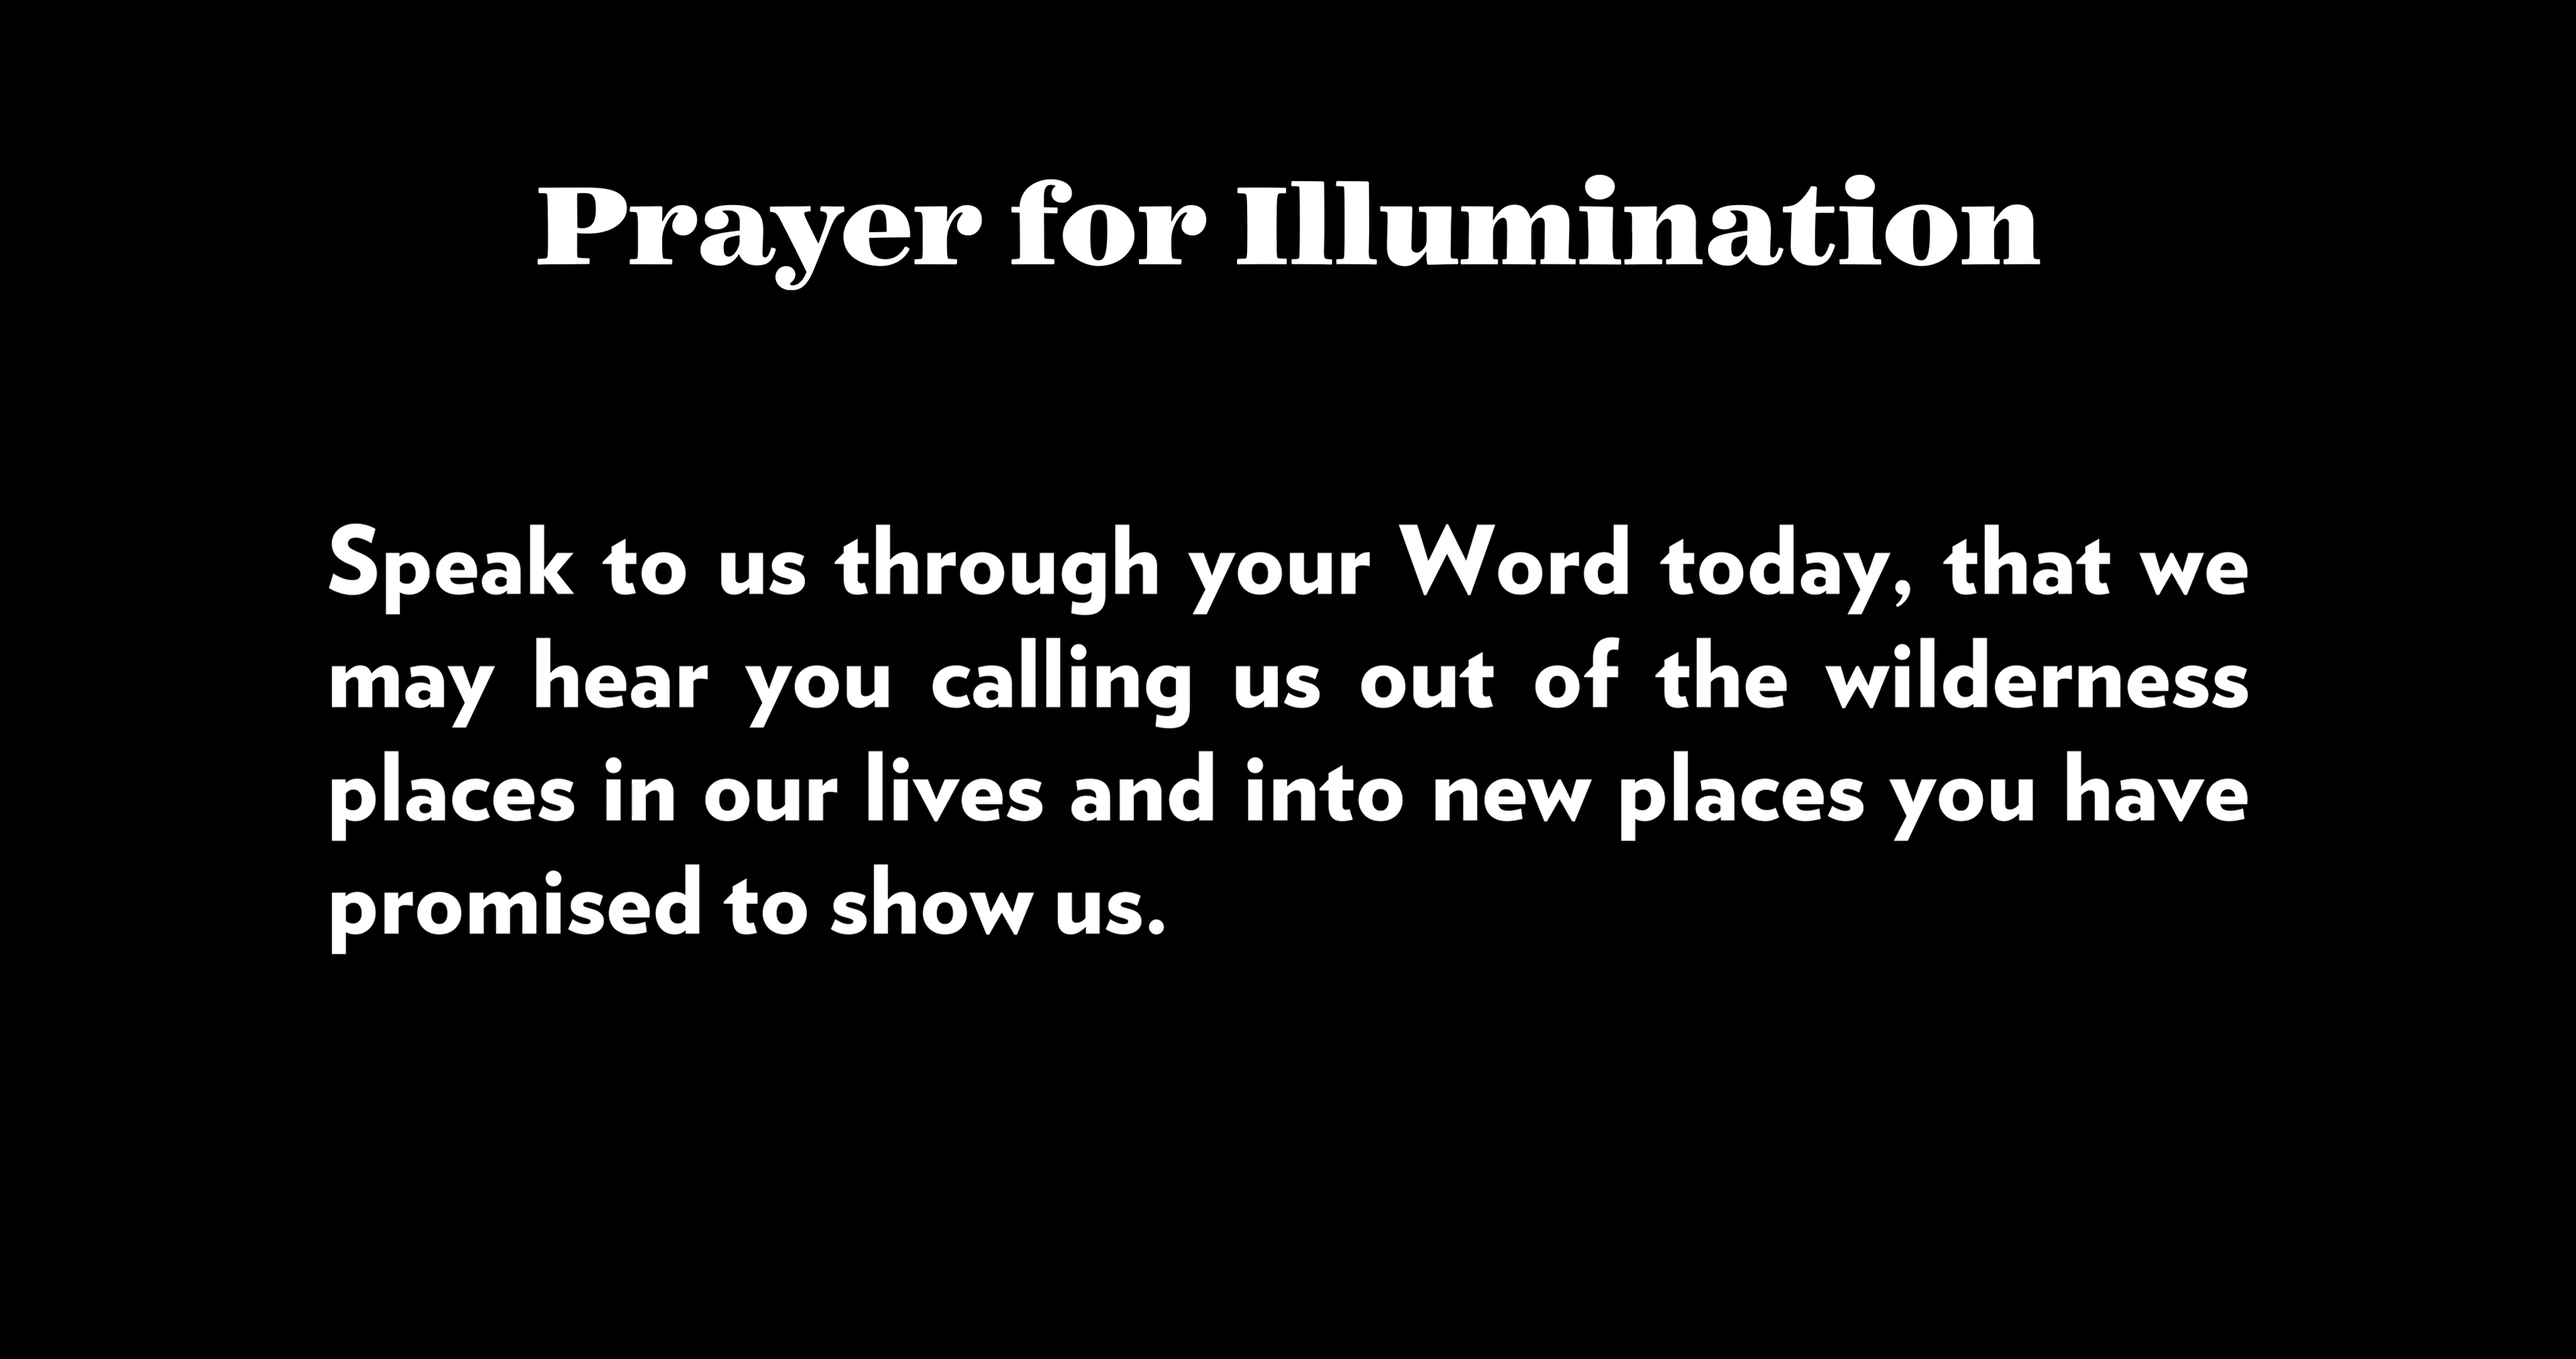 Prayer for Illumination
Speak to us through your Word today, that we
may hear you calling us out of the wilderness
places in our lives and into new places you have
promised to show us.